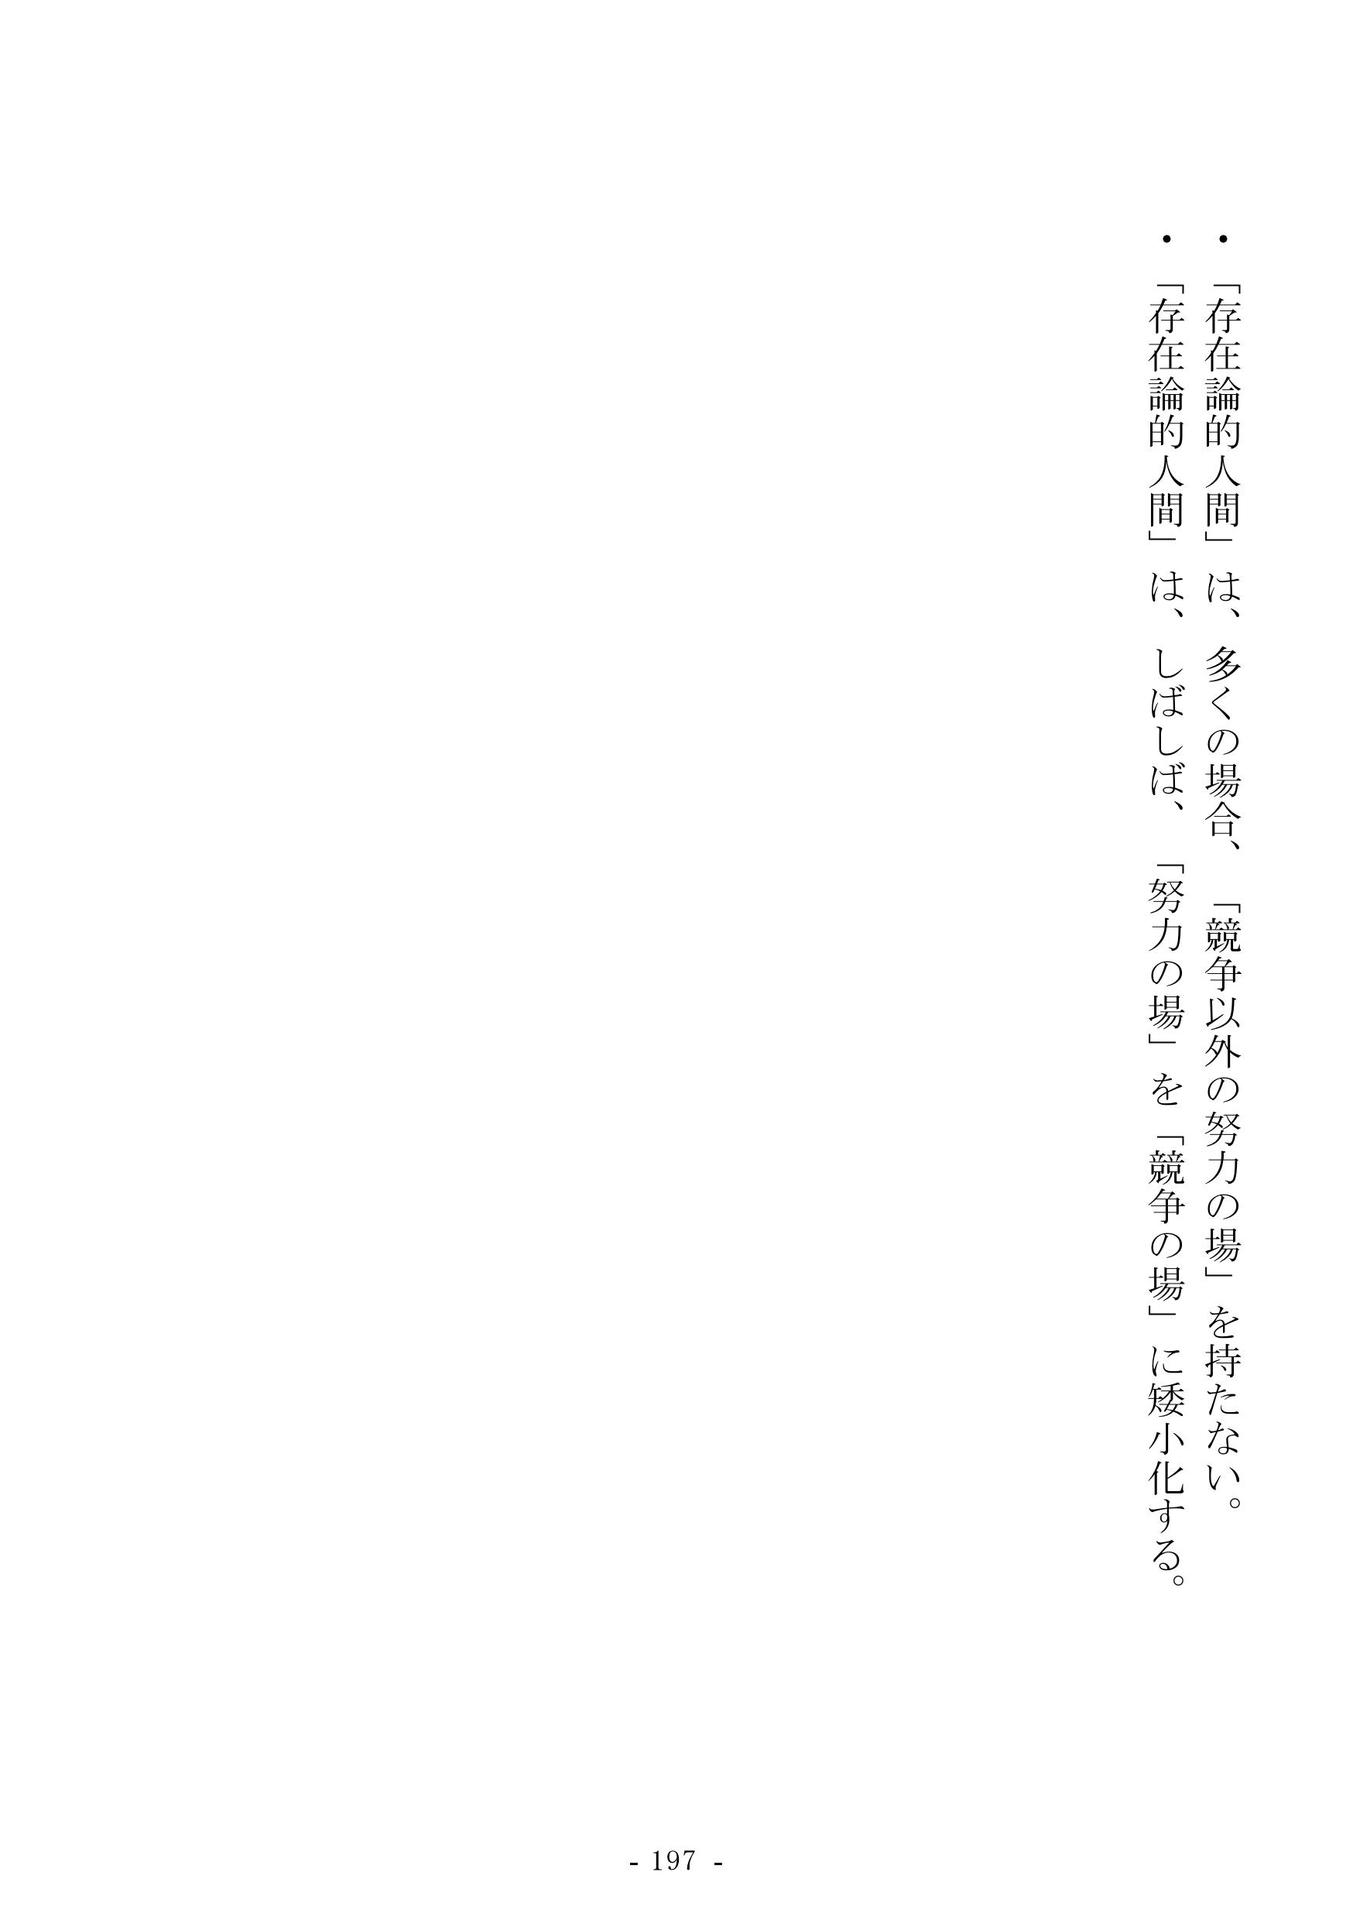 ・「存在論的人間」は、多くの場合、「競争以外の努力の場」を持たない。
・「存在論的人間」は、しばしば、「努力の場」を「競争の場」に矮小化する。
- 197 -